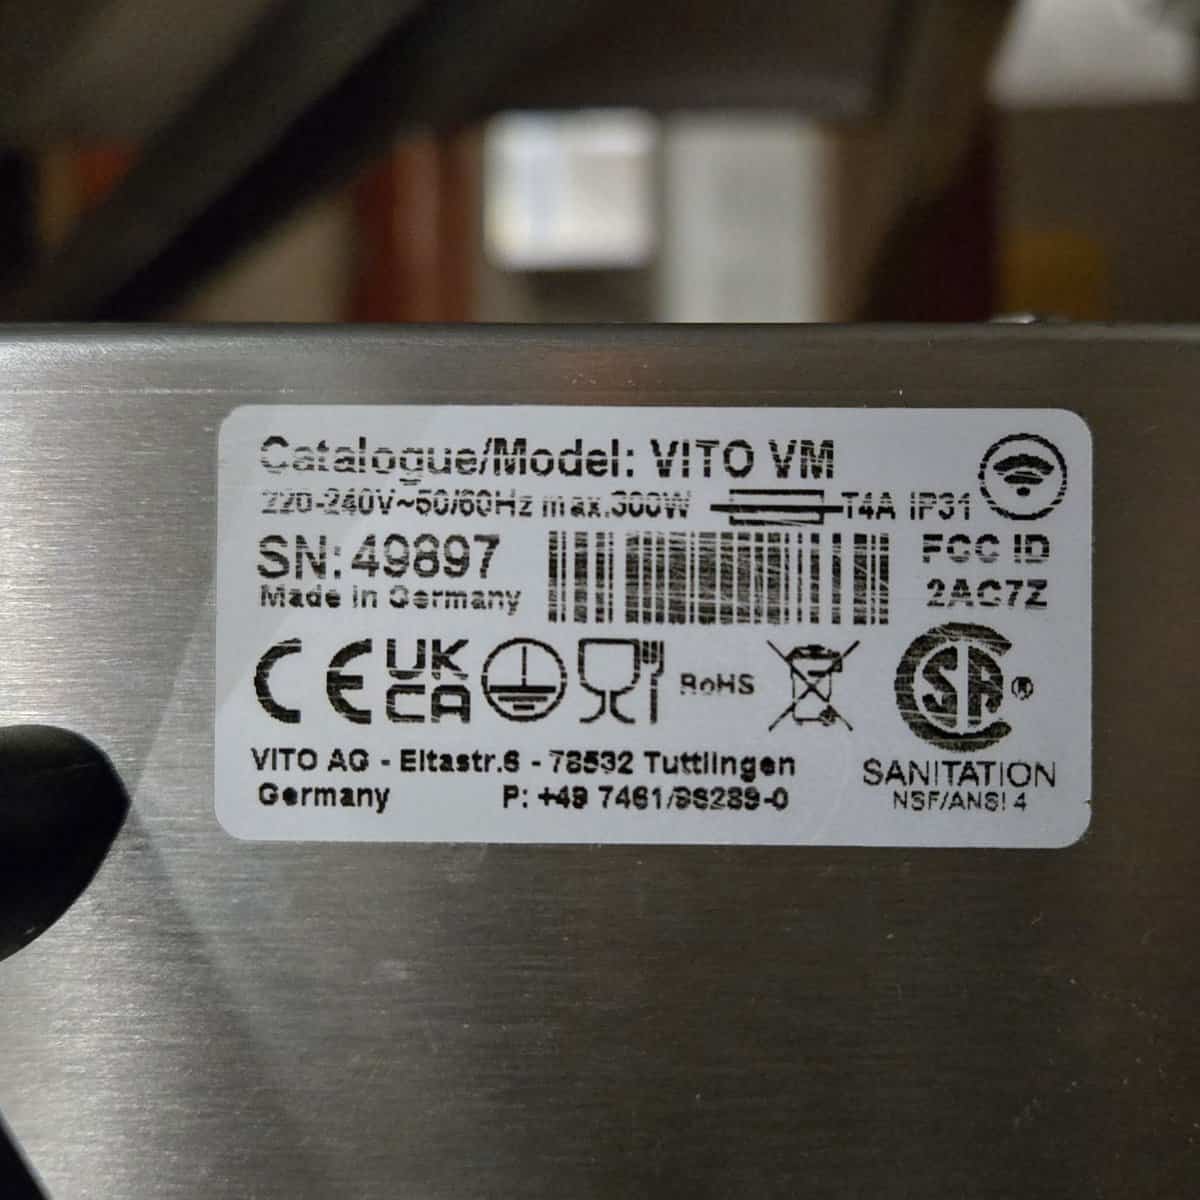 Catalogue/Model: VITO VM
220-240V~50/60Hz max.300W T4A IP31
SN: 49897
FCC ID
2AC7Z
Made in Germany
CE UK
CA
RoHS
CSA®
VITO AG - Eltastr.6 - 78532 Tuttlingen
Germany P: +49 7461/96289-0
SANITATION
NSF/ANSI 4